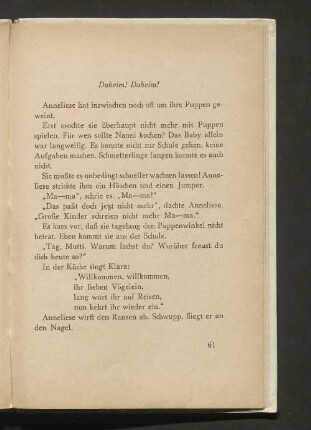 Daheim! Daheim!
Anneliese hat inzwischen noch oft um ihre Puppen ge-
weint.
Erst mochte sie überhaupt nicht mehr mit Puppen
spielen. Für wen sollte Nanni kochen? Das Baby allein
war langweilig. Es konnte nicht zur Schule gehen, keine
Aufgaben machen. Schmetterlinge fangen konnte es auch
nicht.
Sie mußte es unbedingt schneller wachsen lassen! Anne-
liese strickte ihm ein Höschen und einen Jumper.
„Ma—ma“, schrie es. „Ma—ma!“
„Das paßt doch jetzt nicht mehr“, dachte Anneliese.
„Große Kinder schreien nicht mehr Ma—ma.“
Es kam vor, daß sie tagelang den Puppenwinkel nicht
betrat. Eben kommt sie aus der Schule.
„Tag, Mutti. Warum lachst du? Worüber freust du
dich heute so?“
In der Küche singt Klara:
„Willkommen, willkommen,
ihr lieben Vögelein,
lang wart ihr auf Reisen,
nun kehrt ihr wieder ein.“
Anneliese wirft den Ranzen ab. Schwupp, fliegt er an
den Nagel.
61